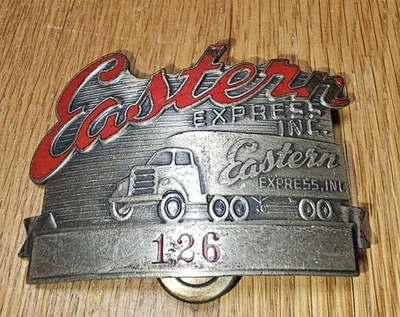 Eastern
EXPRESS
INC.
Eastern
EXPRESS, INC.
126